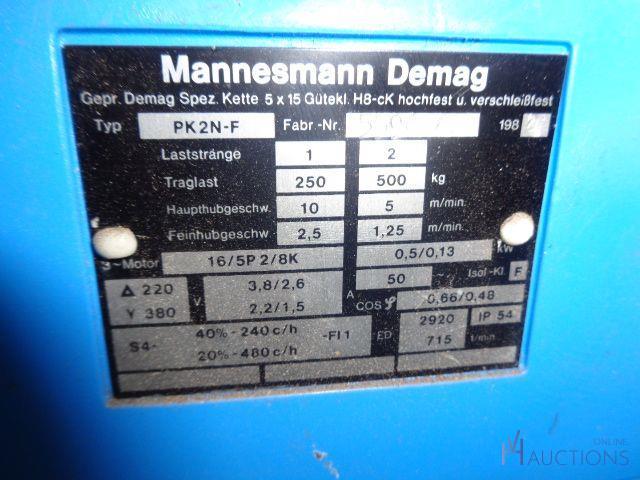 Mannesmann Demag
Gepr. Demag Spez. Kette 5 x 15 Gütekl. H8-cK hochfest u. verschleißfest
Typ PK2N-F Fabr.-Nr. 198
Laststränge 1 2
Traglast 250 500 kg
Haupthubgeschw. 10 5 m/min.
Feinhubgeschw. 2,5 1,25 m/min.
3~Motor 16/5P 2/8K 0,5/0,13 kW
50 ~ Isol-Kl F
Δ 220 V 3,8/2,6 A
Y 380 2,2/1,5 COS φ 0,66/0,48
S4- 40%-240c/h -FI1 ED 2920 IP 54
20%-480c/h 715 1/min
ONLINE
AUCTIONS